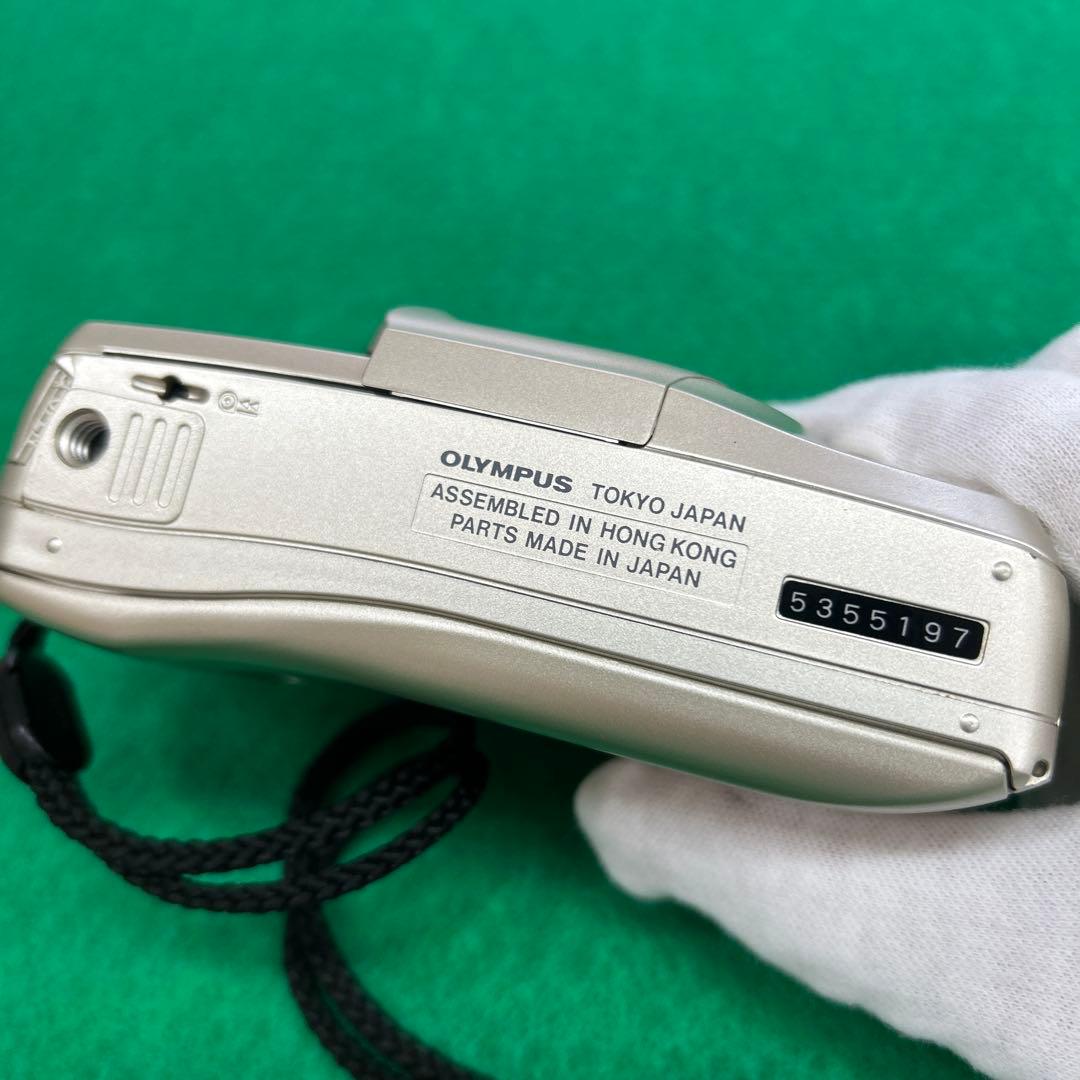 OLYMPUS TOKYO JAPAN
ASSEMBLED IN HONG KONG
PARTS MADE IN JAPAN
5355197